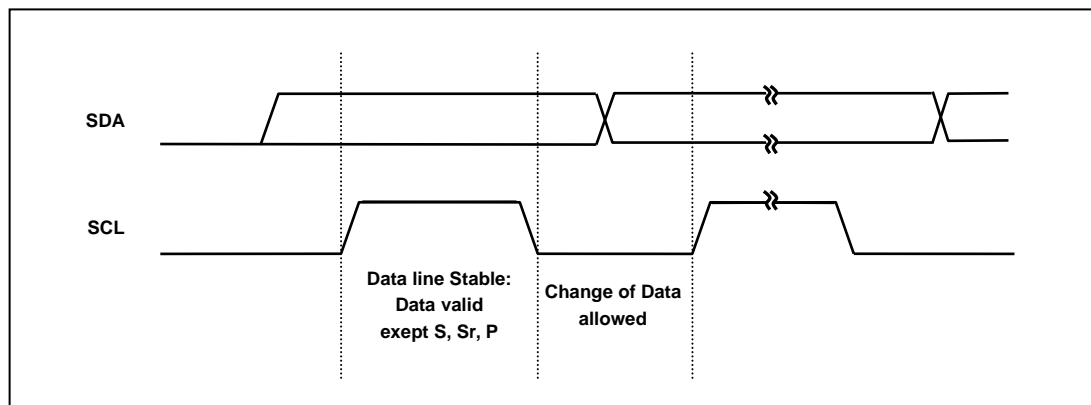 SDA
SCL
Data line Stable:
Data valid
exept S, Sr, P
Change of Data
allowed